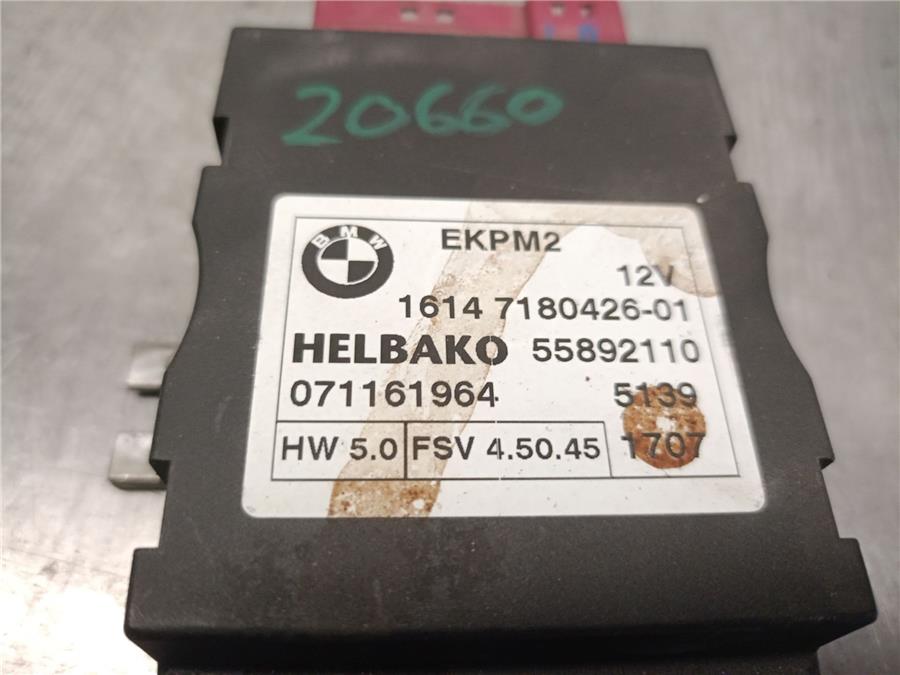 20660
BMW
EKPM2
12V
1614 7180426-01
HELBAKO 55892110
071161964 5139
HW 5.0 FSV 4.50.45 1707